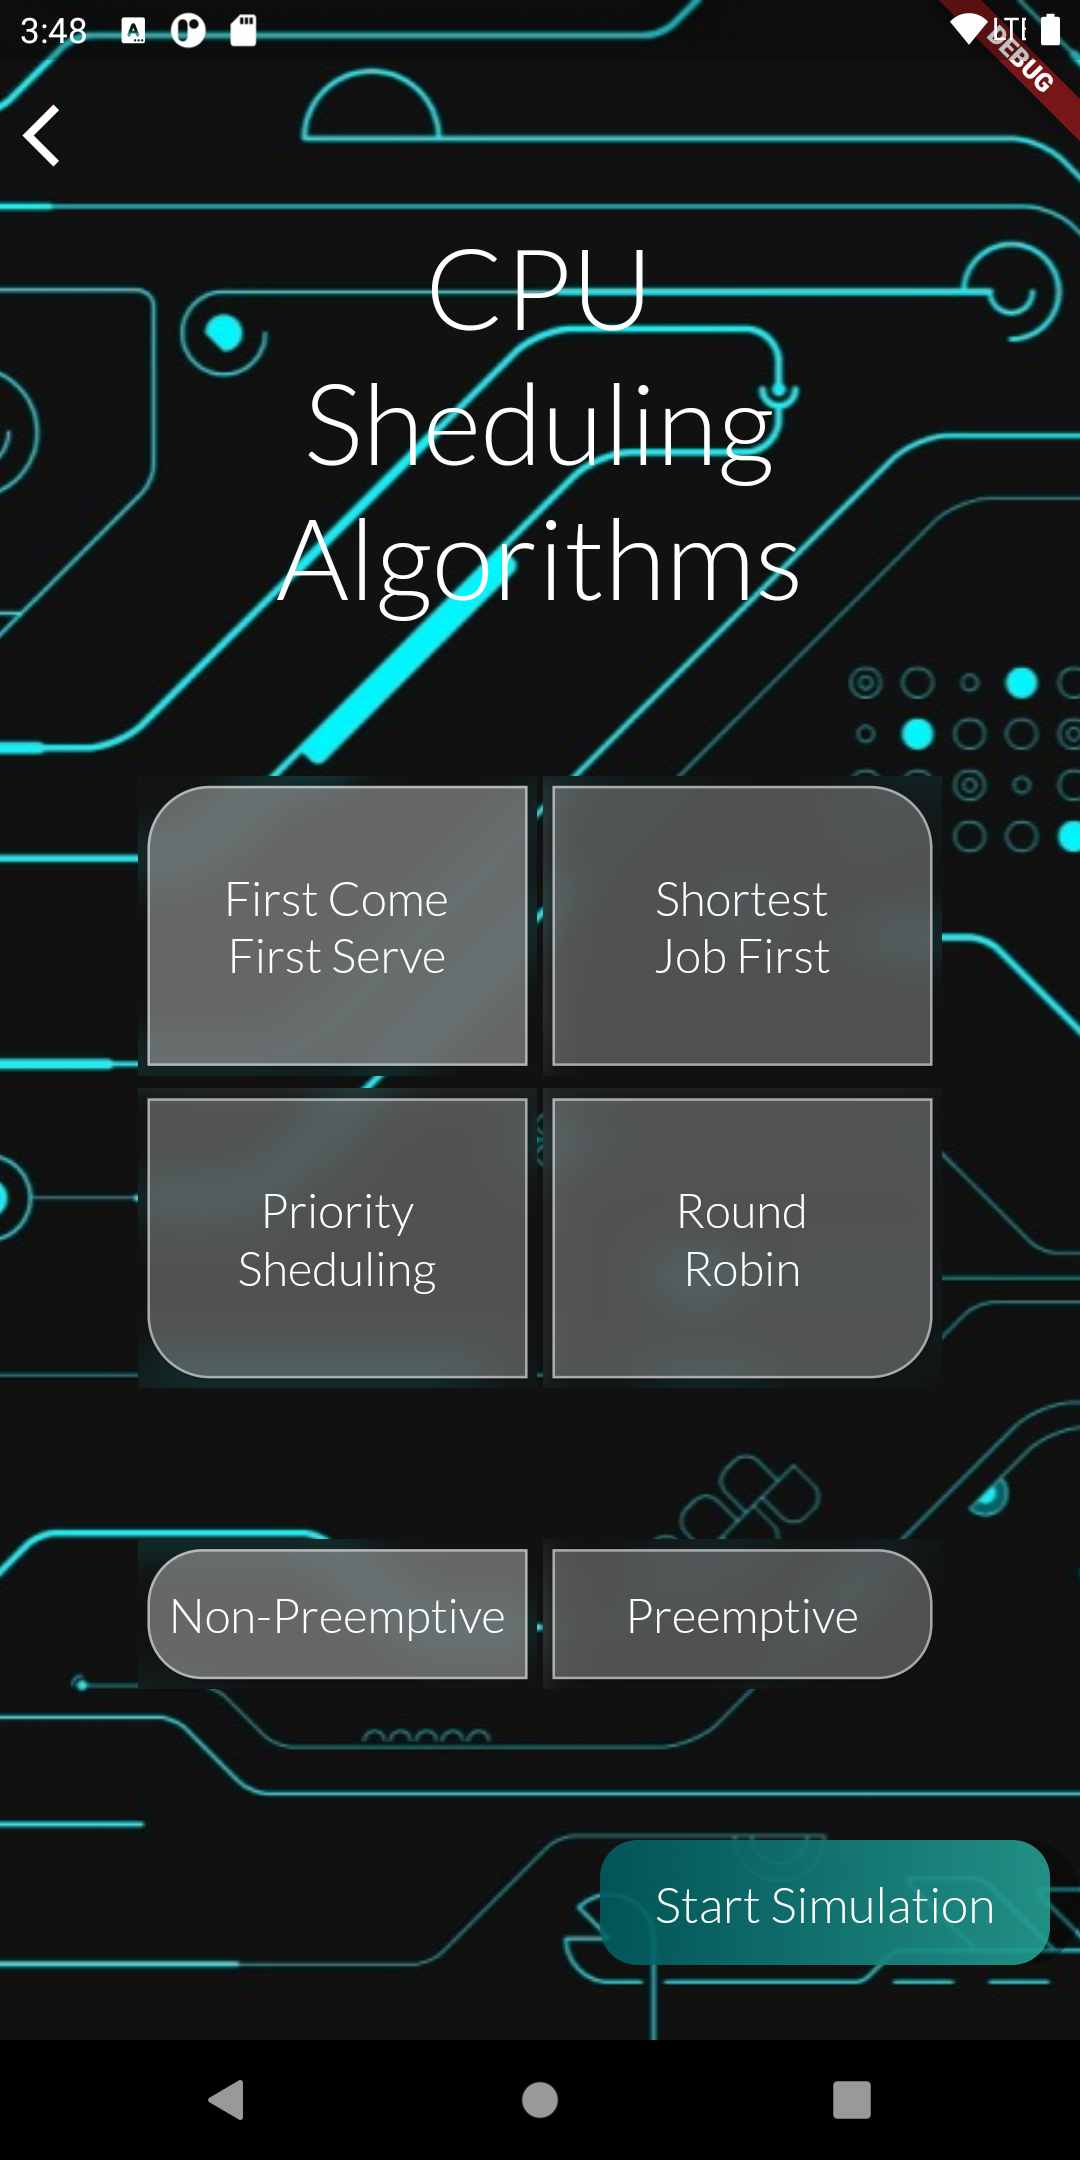 3:48
LTE
DEBUG
CPU
Sheduling
Algorithms
First Come
First Serve
Shortest
Job First
Priority
Sheduling
Round
Robin
Non-Preemptive
Preemptive
Start Simulation